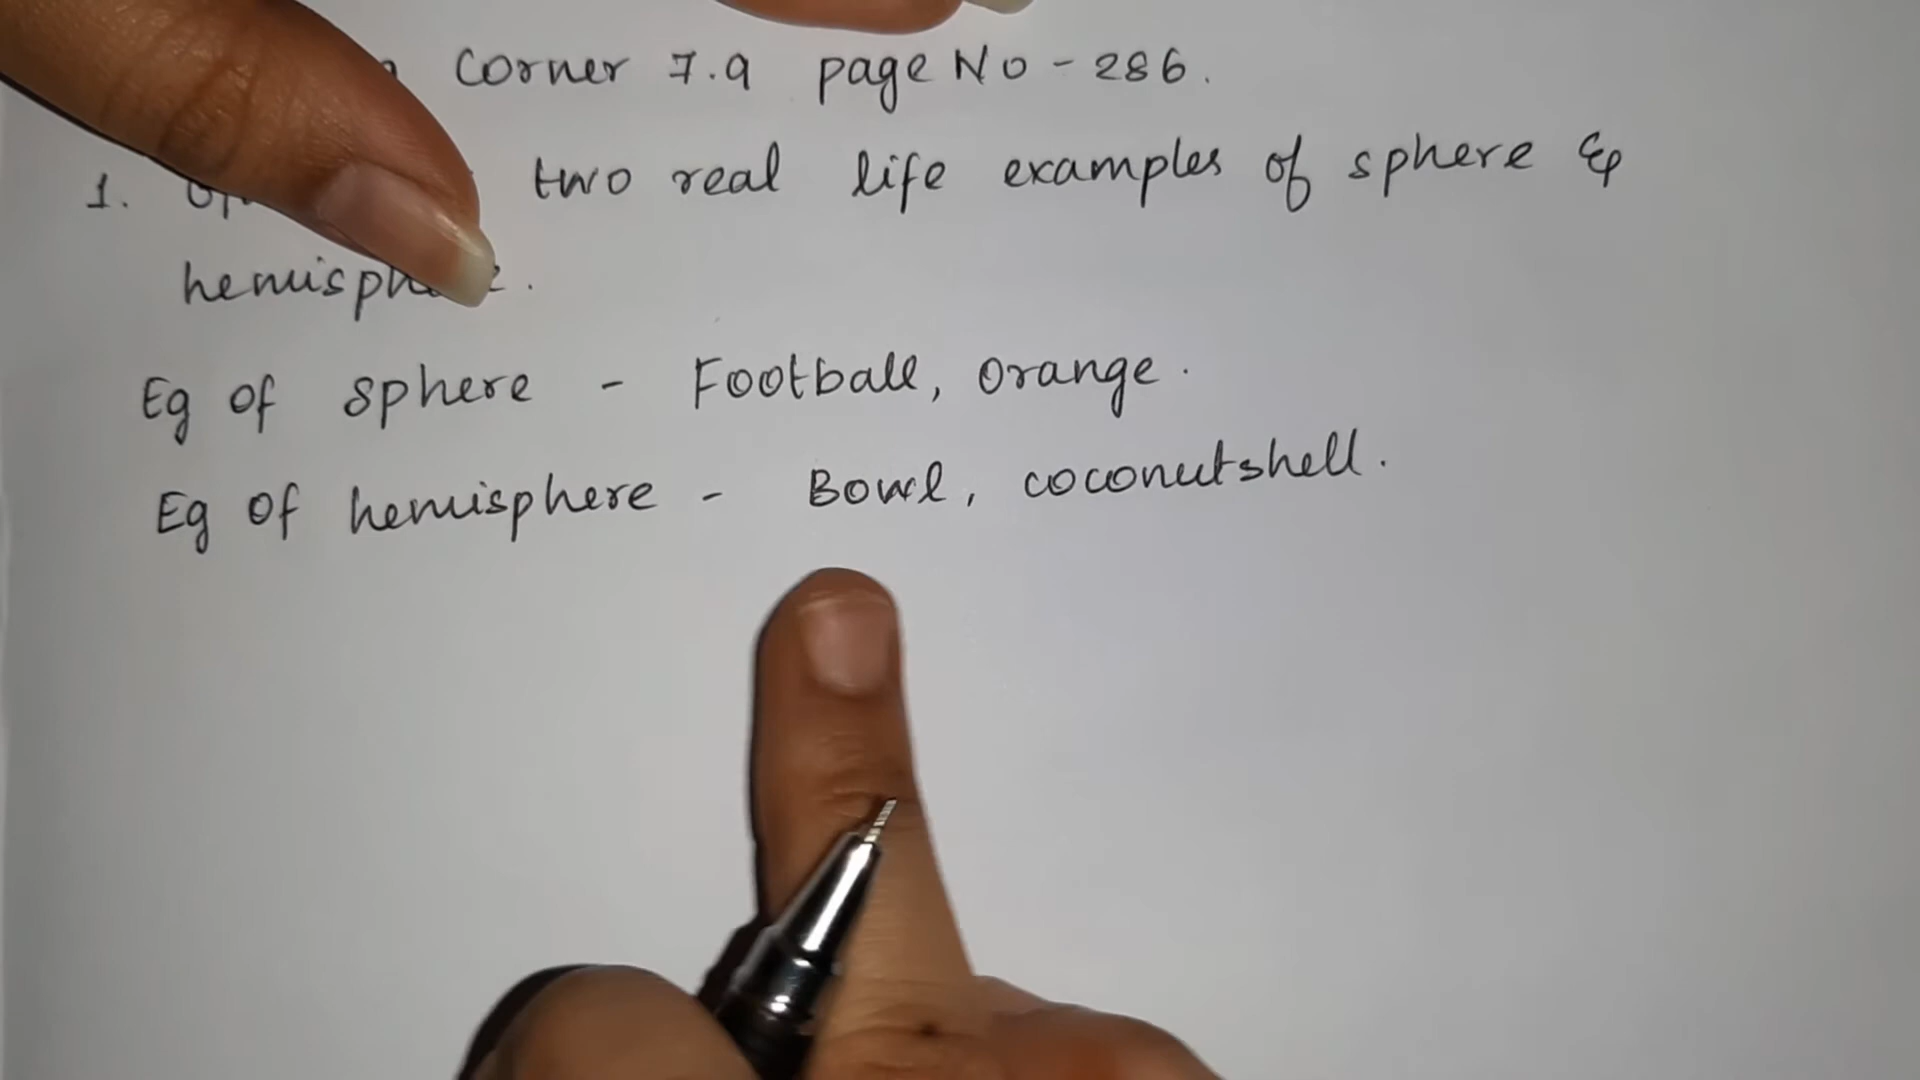 Corner 7.9 page No - 286.
1. two real life examples of sphere &
hemisphere.
Eg of sphere - Football, Orange.
Eg of hemisphere - Bowl, coconutshell.